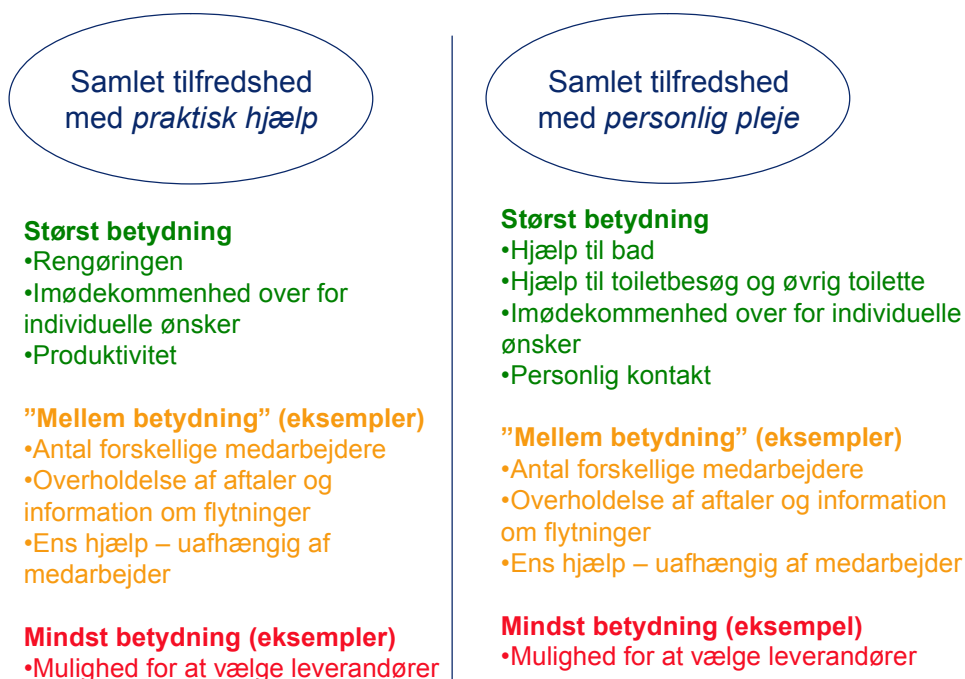 Samlet tilfredshed
med praktisk hjælp
Størst betydning
•Rengøringen
•Imødekommenhed over for
individuelle ønsker
•Produktivitet
”Mellem betydning” (eksempler)
•Antal forskellige medarbejdere
•Overholdelse af aftaler og
information om flytninger
•Ens hjælp – uafhængig af
medarbejder
Mindst betydning (eksempler)
•Mulighed for at vælge leverandører
Samlet tilfredshed
med personlig pleje
Størst betydning
•Hjælp til bad
•Hjælp til toiletbesøg og øvrig toilette
•Imødekommenhed over for individuelle
ønsker
•Personlig kontakt
”Mellem betydning” (eksempler)
•Antal forskellige medarbejdere
•Overholdelse af aftaler og information
om flytninger
•Ens hjælp – uafhængig af medarbejder
Mindst betydning (eksempel)
•Mulighed for at vælge leverandører